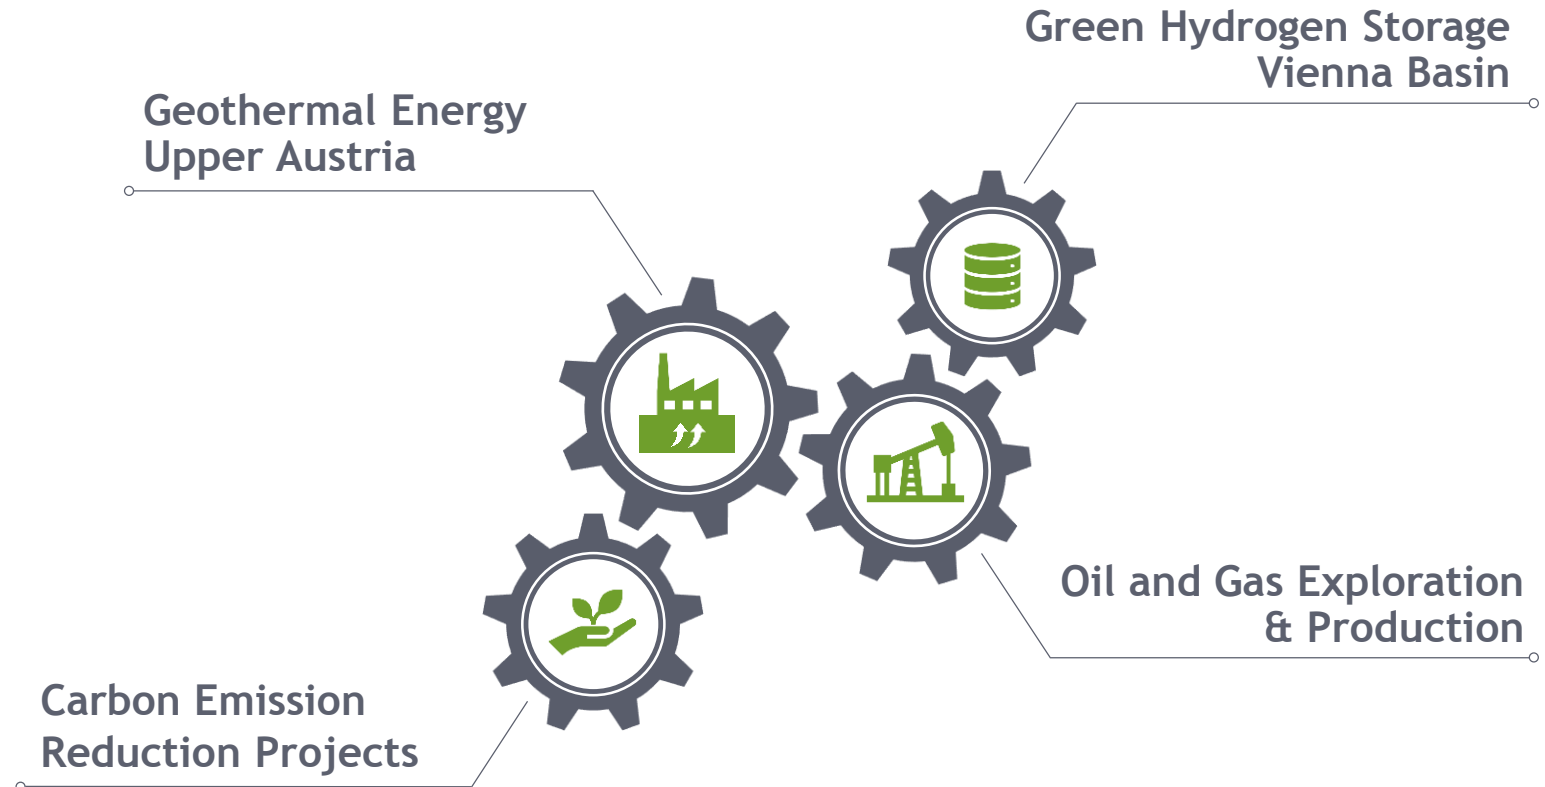 Green Hydrogen Storage
Vienna Basin
Geothermal Energy
Upper Austria
Oil and Gas Exploration
& Production
Carbon Emission
Reduction Projects